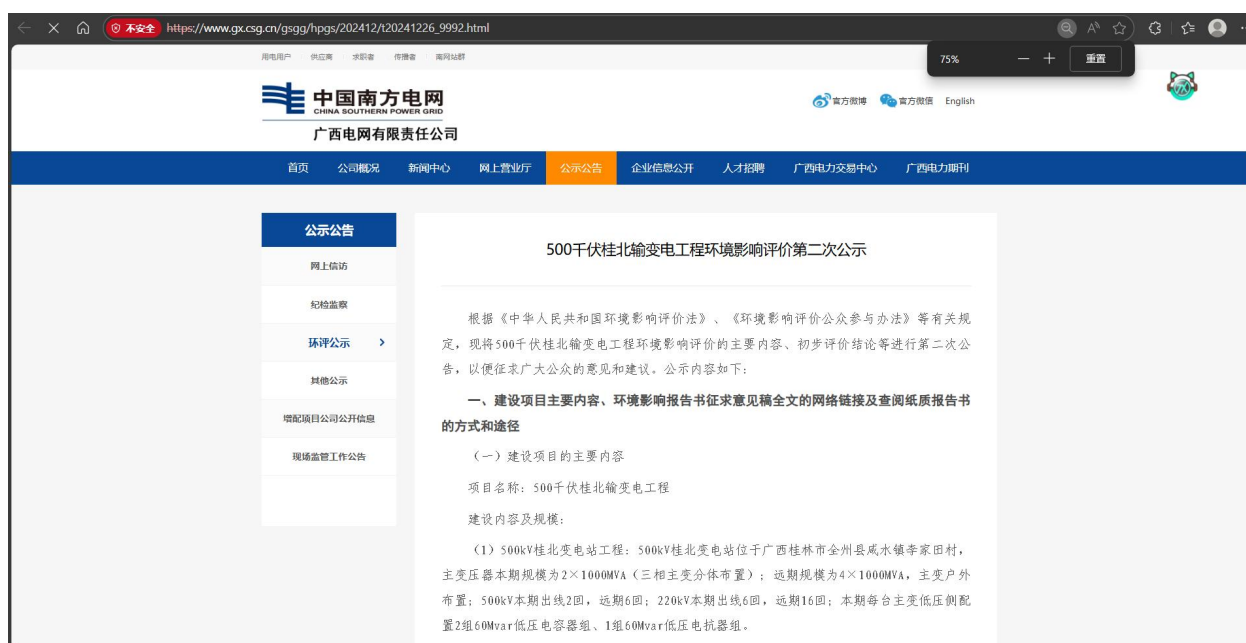 不安全 https://www.gx.csg.cn/gsgg/hpgs/202412/t20241226_9992.html
75% 重置
用电用户 供应商 求职者 传播者 南网站群
中国南方电网
CHINA SOUTHERN POWER GRID
广西电网有限责任公司
官方微博 官方微信 English
首页 公司概况 新闻中心 网上营业厅 公示公告 企业信息公开 人才招聘 广西电力交易中心 广西电力期刊
公示公告
网上信访
纪检监察
环评公示
其他公示
增配项目公司公开信息
现场监管工作公告
500千伏桂北输变电工程环境影响评价第二次公示
根据《中华人民共和国环境影响评价法》、《环境影响评价公众参与办法》等有关规
定，现将500千伏桂北输变电工程环境影响评价的主要内容、初步评价结论等进行第二次公
告，以便征求广大公众的意见和建议。公示内容如下：
一、建设项目主要内容、环境影响报告书征求意见稿全文的网络链接及查阅纸质报告书
的方式和途径
（一）建设项目的主要内容
项目名称：500千伏桂北输变电工程
建设内容及规模：
（1）500kV桂北变电站工程：500kV桂北变电站位于广西桂林市全州县咸水镇李家田村，
主变压器本期规模为2×1000MVA（三相主变分体布置）；远期规模为4×1000MVA，主变户外
布置；500kV本期出线2回，远期6回；220kV本期出线6回，远期16回；本期每台主变低压侧配
置2组60Mvar低压电容器组、1组60Mvar低压电抗器组。